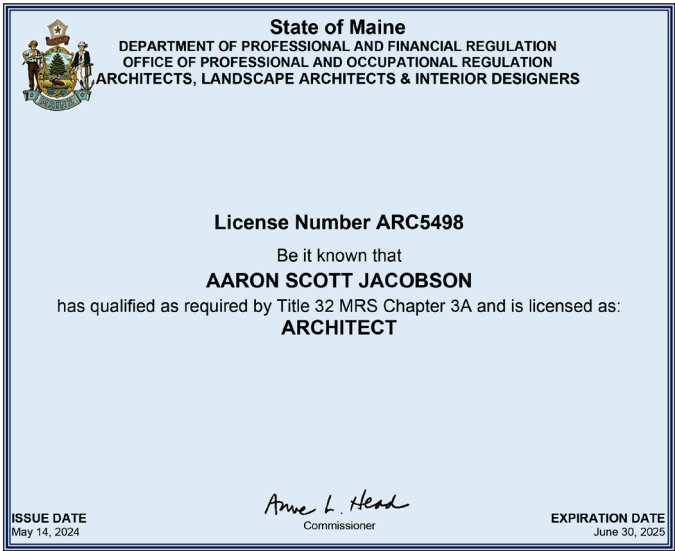 State of Maine
DEPARTMENT OF PROFESSIONAL AND FINANCIAL REGULATION
OFFICE OF PROFESSIONAL AND OCCUPATIONAL REGULATION
ARCHITECTS, LANDSCAPE ARCHITECTS & INTERIOR DESIGNERS
License Number ARC5498
Be it known that
AARON SCOTT JACOBSON
has qualified as required by Title 32 MRS Chapter 3A and is licensed as:
ARCHITECT
Anne L. Head
Commissioner
ISSUE DATE
May 14, 2024
EXPIRATION DATE
June 30, 2025